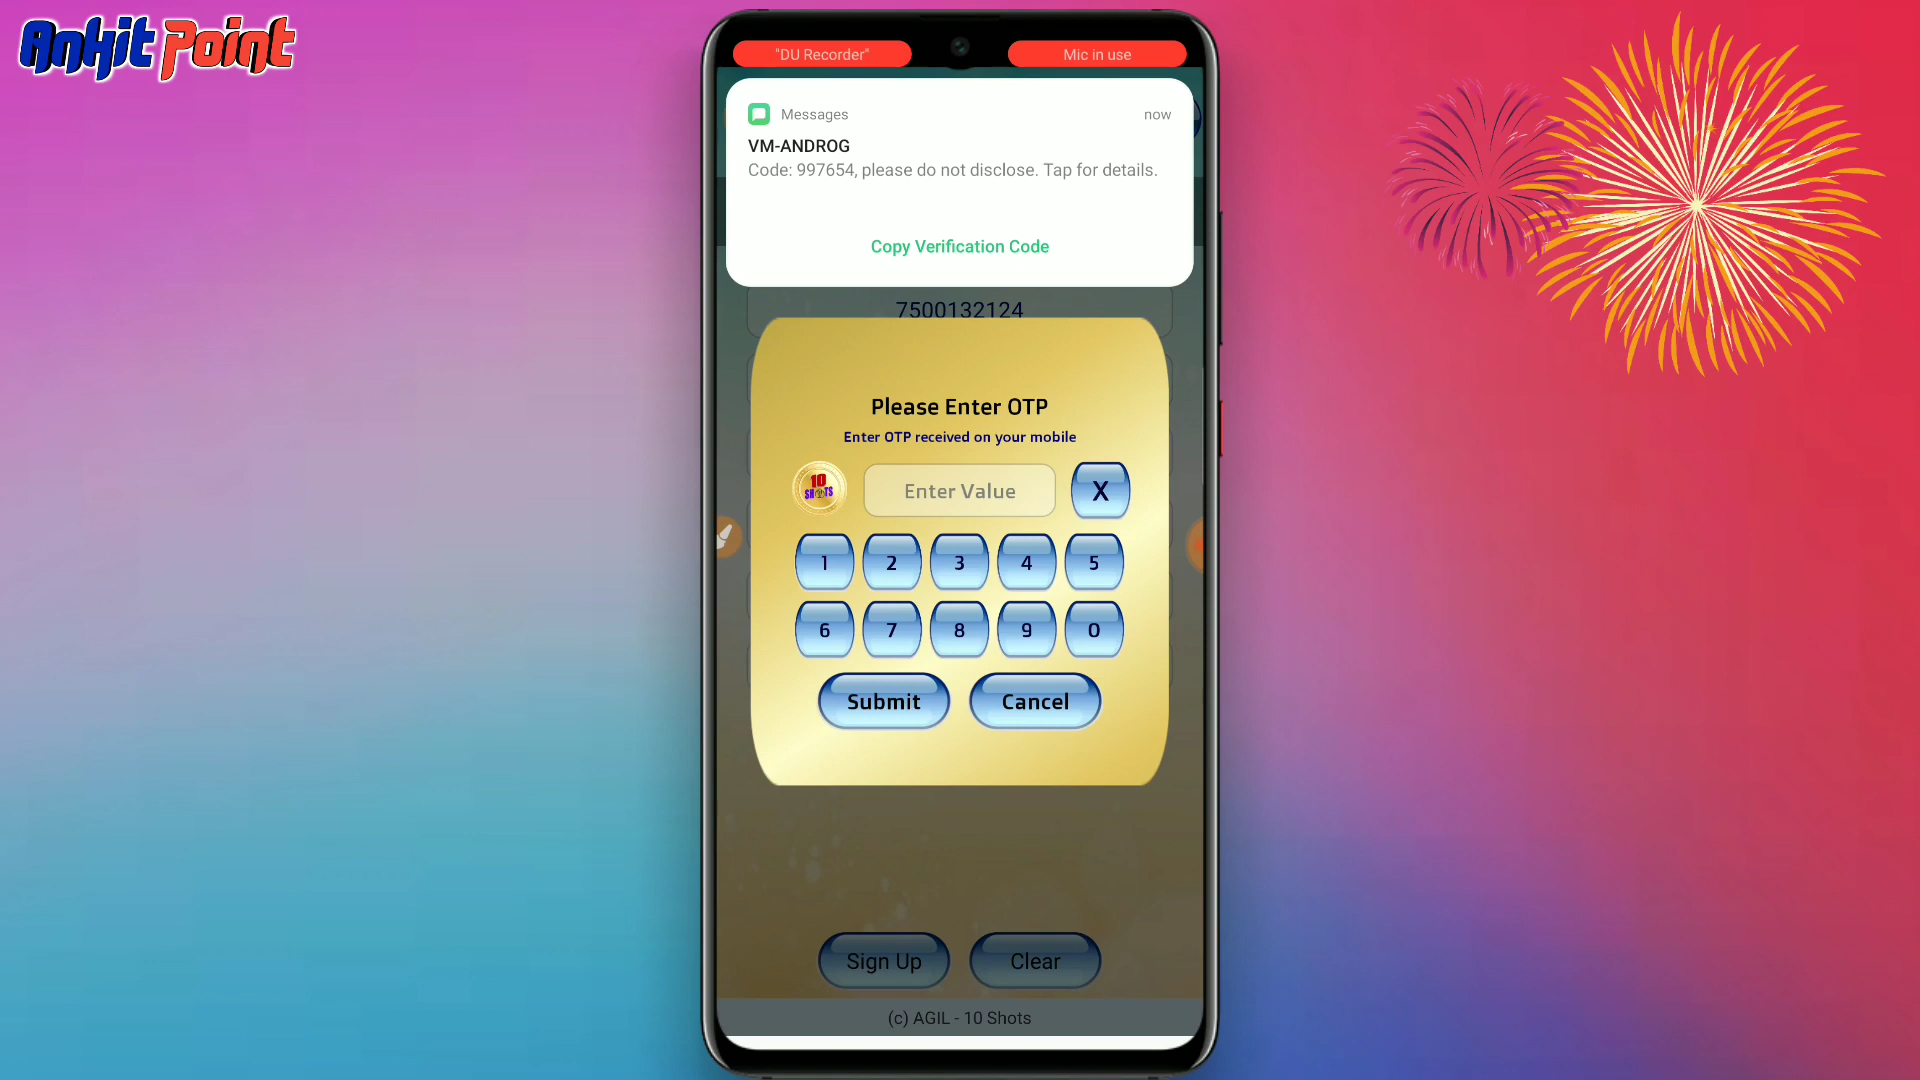 Ankit Point
"DU Recorder"
Mic in use
Messages
now
VM-ANDROG
Code: 997654, please do not disclose. Tap for details.
Copy Verification Code
7500132124
Please Enter OTP
Enter OTP received on your mobile
10
SHOTS
Enter Value
X
1 2 3 4 5
6 7 8 9 0
Submit Cancel
Sign Up Clear
(c) AGIL - 10 Shots